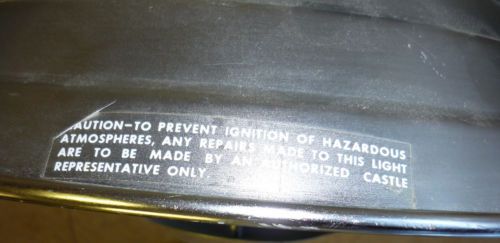 CAUTION-TO PREVENT IGNITION OF HAZARDOUS
ATMOSPHERES, ANY REPAIRS MADE TO THIS LIGHT
ARE TO BE MADE BY AN AUTHORIZED CASTLE
REPRESENTATIVE ONLY.